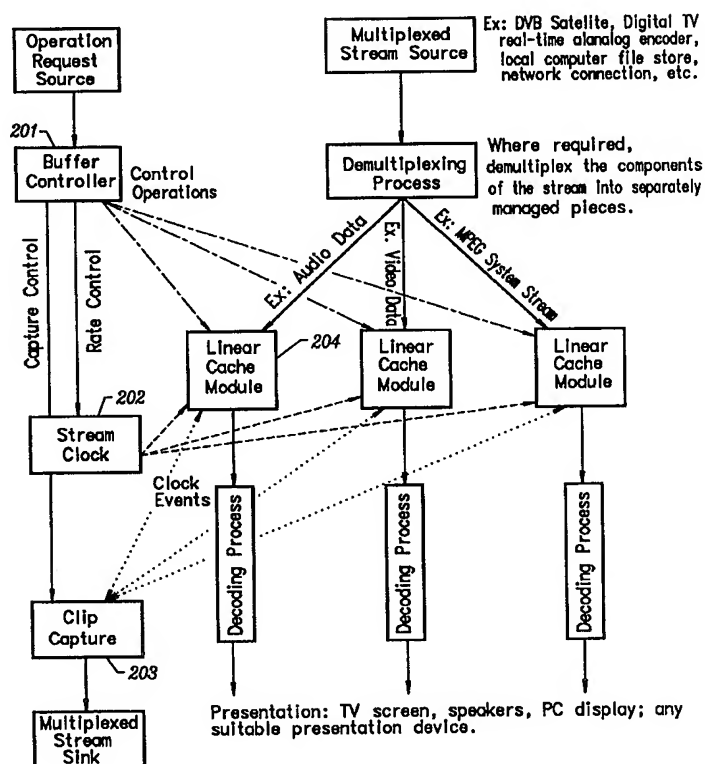 Operation
Request
Source
Multiplexed
Stream Source
Ex: DVB Satelite, Digital TV
real-time alanalog encoder,
local computer file store,
network connection, etc.
201
Buffer
Controller
Control
Operations
Demultiplexing
Process
Where required,
demultiplex the components
of the stream into separately
managed pieces.
Capture Control
Rate Control
Ex: Audio Data
Ex. Video Data
Ex: MPEG System Stream
Linear
Cache
Module
204
Linear
Cache
Module
Linear
Cache
Module
202
Stream
Clock
Clock
Events
Decoding Process
Decoding Process
Decoding Process
Clip
Capture
203
Multiplexed
Stream
Sink
Presentation: TV screen, speakers, PC display; any
suitable presentation device.